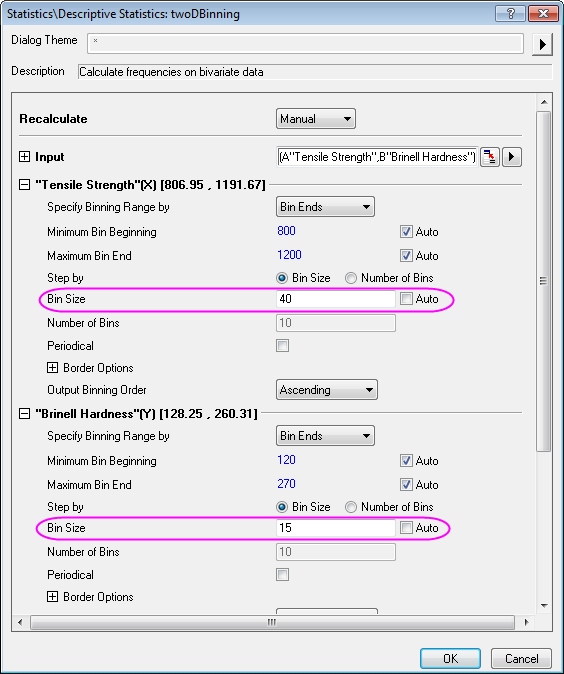 Statistics\Descriptive Statistics: twoDBinning
Dialog Theme *
Description Calculate frequencies on bivariate data
Recalculate Manual
Input (A"Tensile Strength",B"Brinell Hardness")
"Tensile Strength"(X) [806.95 , 1191.67]
Specify Binning Range by Bin Ends
Minimum Bin Beginning 800 Auto
Maximum Bin End 1200 Auto
Step by Bin Size Number of Bins
Bin Size 40 Auto
Number of Bins 10
Periodical
Border Options
Output Binning Order Ascending
"Brinell Hardness"(Y) [128.25 , 260.31]
Specify Binning Range by Bin Ends
Minimum Bin Beginning 120 Auto
Maximum Bin End 270 Auto
Step by Bin Size Number of Bins
Bin Size 15 Auto
Number of Bins 10
Periodical
Border Options
OK Cancel